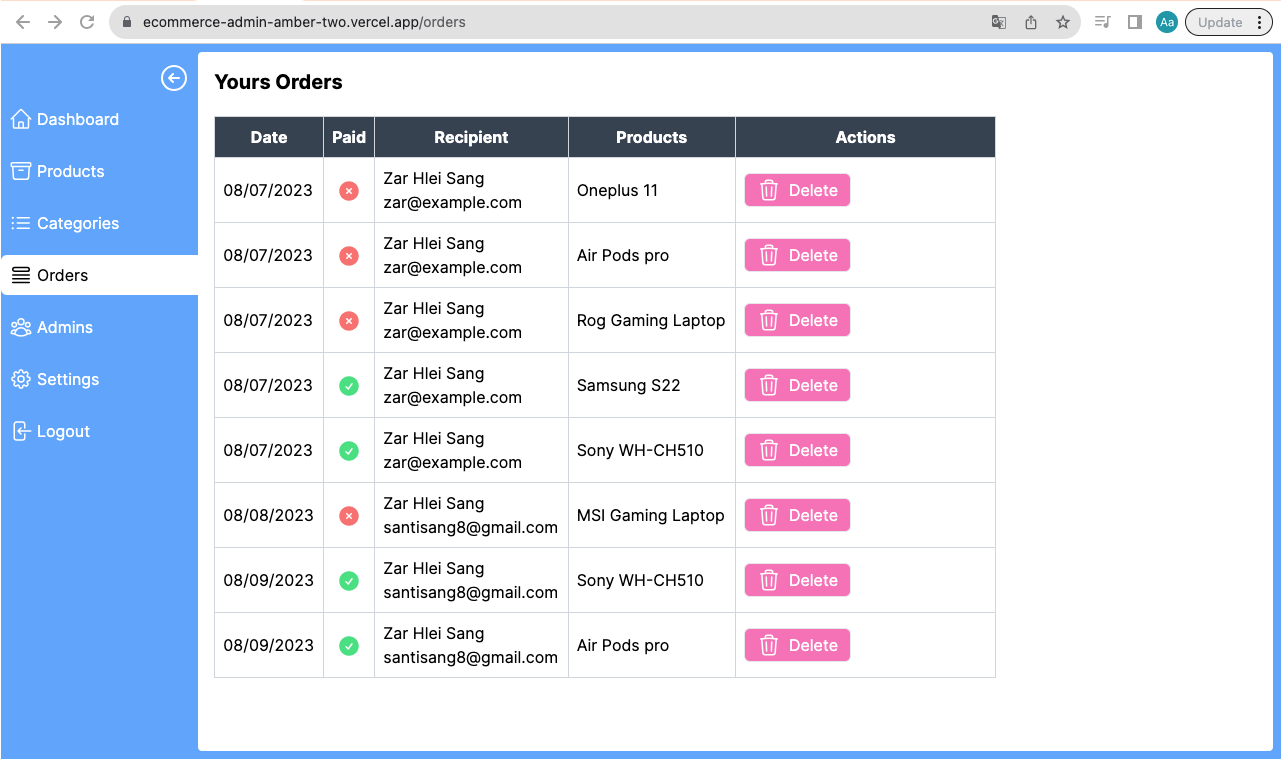 ecommerce-admin-amber-two.vercel.app/orders
Aa
Update
Yours Orders
Dashboard
Products
Categories
Orders
Admins
Settings
Logout
Date Paid Recipient Products Actions
08/07/2023 Zar Hlei Sang
zar@example.com Oneplus 11 Delete
08/07/2023 Zar Hlei Sang
zar@example.com Air Pods pro Delete
08/07/2023 Zar Hlei Sang
zar@example.com Rog Gaming Laptop Delete
08/07/2023 Zar Hlei Sang
zar@example.com Samsung S22 Delete
08/07/2023 Zar Hlei Sang
zar@example.com Sony WH-CH510 Delete
08/08/2023 Zar Hlei Sang
santisang8@gmail.com MSI Gaming Laptop Delete
08/09/2023 Zar Hlei Sang
santisang8@gmail.com Sony WH-CH510 Delete
08/09/2023 Zar Hlei Sang
santisang8@gmail.com Air Pods pro Delete